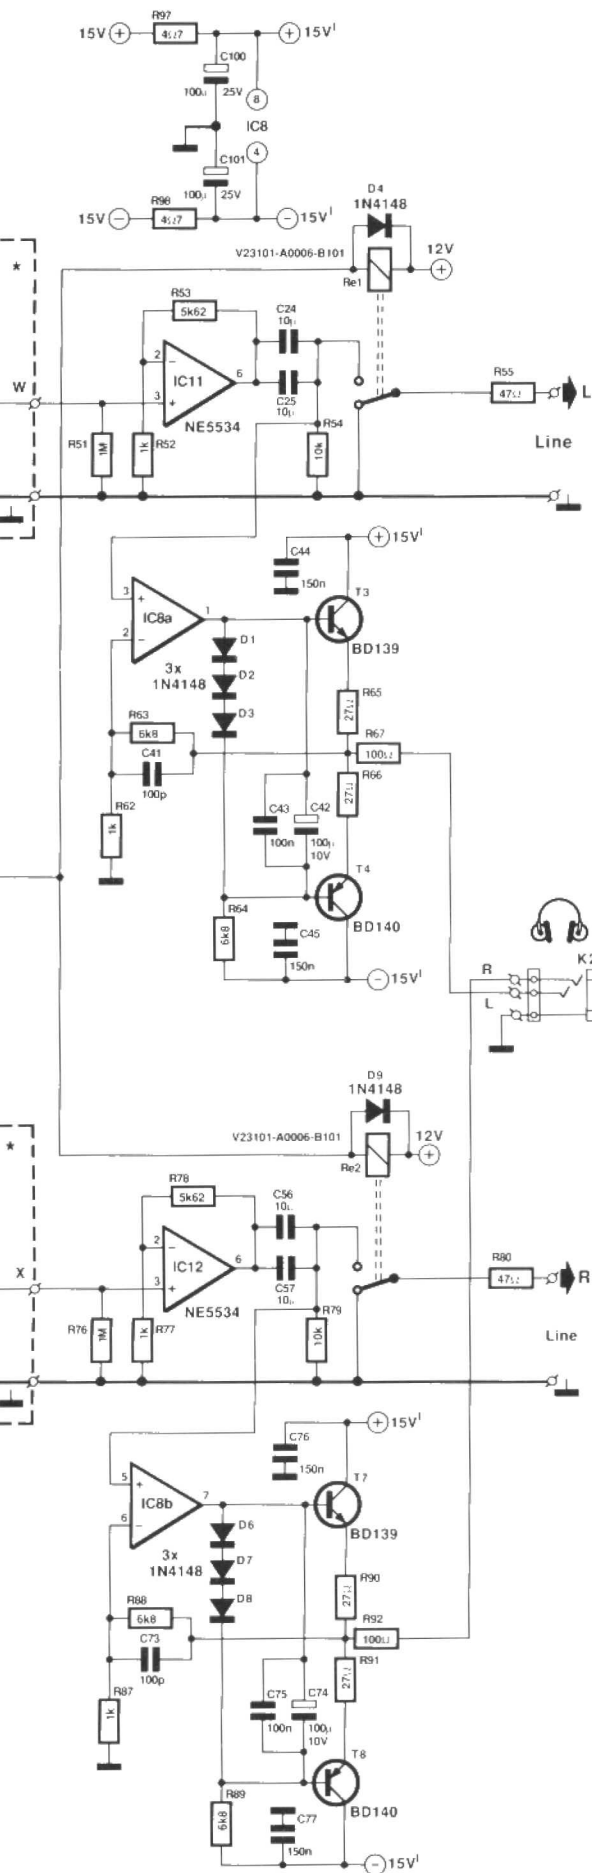 R97
15V + 4Ω7 + 15V'
C100
100µ 25V
8
IC8
4
C101
100µ 25V
R98
15V − 4Ω7 − 15V'
D4
1N4148
*
V23101-A0006-B101
12V
+
Re1
R53
5k62
C24
10µ
2 −
IC11 6
3 +
NE5534
C25
10µ
W
R55
47Ω
L
Line
R51
1M
1k
R52
R54
10k
+ 15V'
C44
150n
T3
BD139
3 +
IC8a
1
2 −
D1
3x
1N4148
D2
D3
R65
27Ω
R63
6k8
C41
100p
R67
100Ω
R66
27Ω
R62
1k
C43
100n
C42
100µ
10V
T4
BD140
R64
6k8
C45
150n
− 15V'
K2
R
L
D9
1N4148
*
V23101-A0006-B101
12V
+
Re2
R78
5k62
C56
10µ
2 −
IC12 6
3 +
NE5534
C57
10µ
X
R80
47Ω
R
Line
R76
1M
1k
R77
R79
10k
+ 15V'
C76
150n
T7
BD139
5 +
IC8b
7
6 −
D6
3x
1N4148
D7
D8
R90
27Ω
R88
6k8
C73
100p
R92
100Ω
R91
27Ω
R87
1k
C75
100n
C74
100µ
10V
T8
BD140
R89
6k8
C77
150n
− 15V'